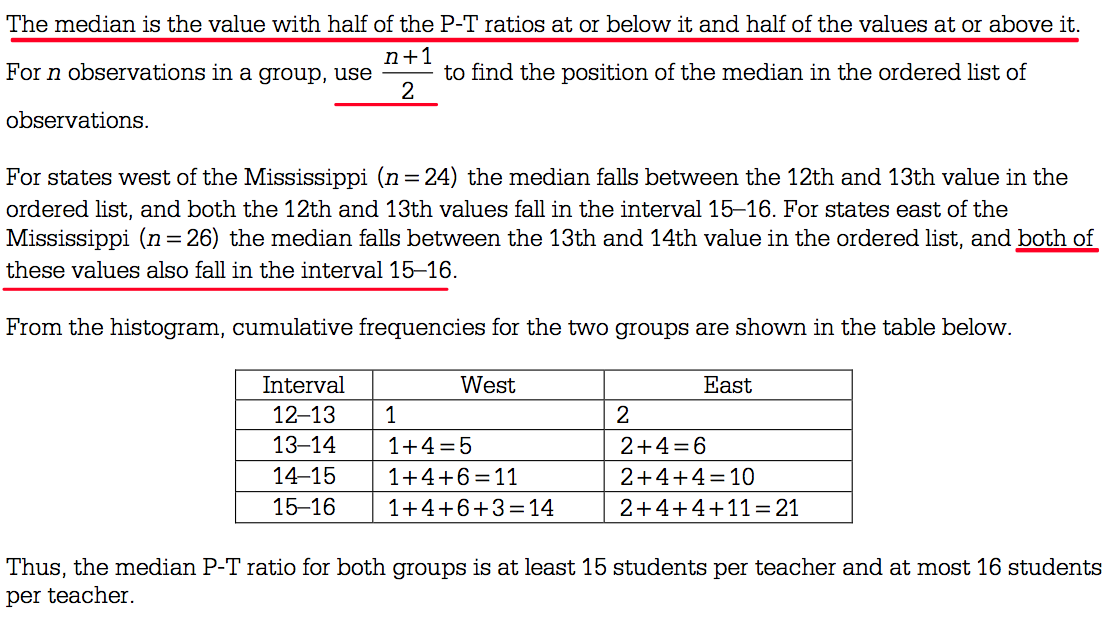 The median is the value with half of the P-T ratios at or below it and half of the values at or above it.
For n observations in a group, use n+1/2 to find the position of the median in the ordered list of
observations.
For states west of the Mississippi (n = 24) the median falls between the 12th and 13th value in the
ordered list, and both the 12th and 13th values fall in the interval 15–16. For states east of the
Mississippi (n = 26) the median falls between the 13th and 14th value in the ordered list, and both of
these values also fall in the interval 15–16.
From the histogram, cumulative frequencies for the two groups are shown in the table below.
Interval West East
12–13 1 2
13–14 1+4=5 2+4=6
14–15 1+4+6=11 2+4+4=10
15–16 1+4+6+3=14 2+4+4+11=21
Thus, the median P-T ratio for both groups is at least 15 students per teacher and at most 16 students
per teacher.